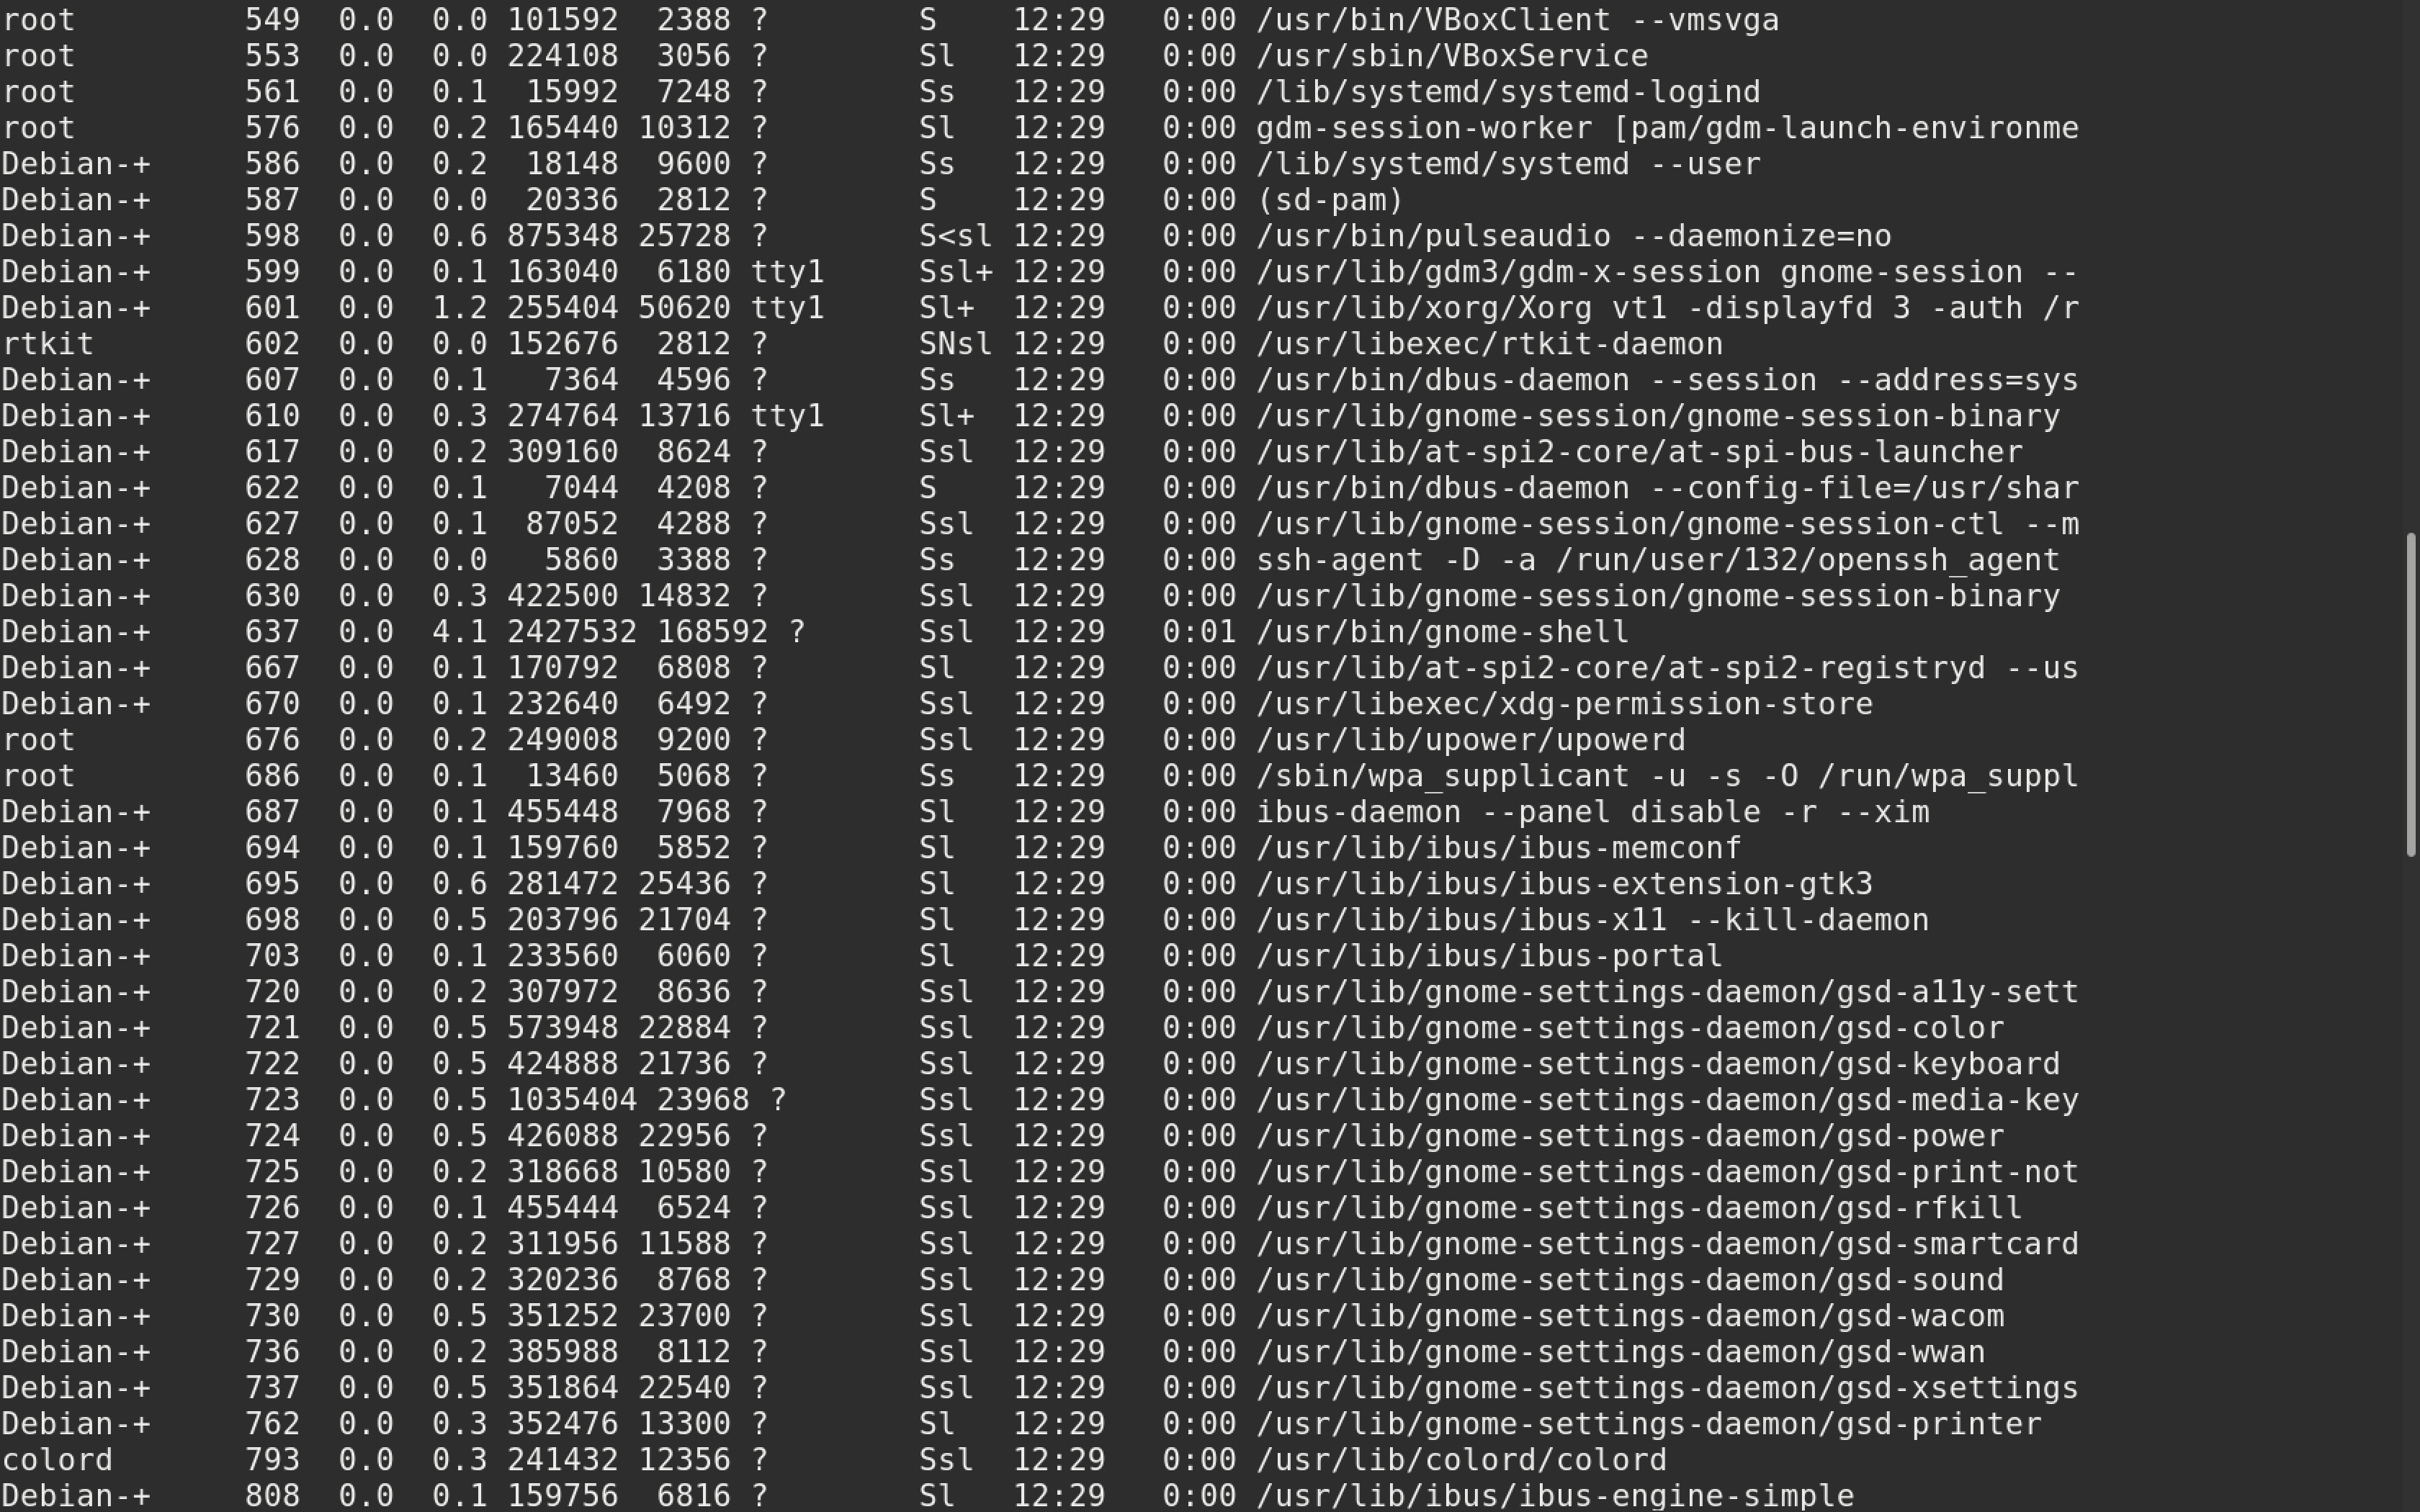 root         549  0.0  0.0 101592  2388 ?        S    12:29   0:00 /usr/bin/VBoxClient --vmsvga
root         553  0.0  0.0 224108  3056 ?        Sl   12:29   0:00 /usr/sbin/VBoxService
root         561  0.0  0.1  15992  7248 ?        Ss   12:29   0:00 /lib/systemd/systemd-logind
root         576  0.0  0.2 165440 10312 ?        Sl   12:29   0:00 gdm-session-worker [pam/gdm-launch-environme
Debian-+     586  0.0  0.2  18148  9600 ?        Ss   12:29   0:00 /lib/systemd/systemd --user
Debian-+     587  0.0  0.0  20336  2812 ?        S    12:29   0:00 (sd-pam)
Debian-+     598  0.0  0.6 875348 25728 ?        S<sl 12:29   0:00 /usr/bin/pulseaudio --daemonize=no
Debian-+     599  0.0  0.1 163040  6180 tty1     Ssl+ 12:29   0:00 /usr/lib/gdm3/gdm-x-session gnome-session --
Debian-+     601  0.0  1.2 255404 50620 tty1     Sl+  12:29   0:00 /usr/lib/xorg/Xorg vt1 -displayfd 3 -auth /r
rtkit        602  0.0  0.0 152676  2812 ?        SNsl 12:29   0:00 /usr/libexec/rtkit-daemon
Debian-+     607  0.0  0.1   7364  4596 ?        Ss   12:29   0:00 /usr/bin/dbus-daemon --session --address=sys
Debian-+     610  0.0  0.3 274764 13716 tty1     Sl+  12:29   0:00 /usr/lib/gnome-session/gnome-session-binary
Debian-+     617  0.0  0.2 309160  8624 ?        Ssl  12:29   0:00 /usr/lib/at-spi2-core/at-spi-bus-launcher
Debian-+     622  0.0  0.1   7044  4208 ?        S    12:29   0:00 /usr/bin/dbus-daemon --config-file=/usr/shar
Debian-+     627  0.0  0.1  87052  4288 ?        Ssl  12:29   0:00 /usr/lib/gnome-session/gnome-session-ctl --m
Debian-+     628  0.0  0.0   5860  3388 ?        Ss   12:29   0:00 ssh-agent -D -a /run/user/132/openssh_agent
Debian-+     630  0.0  0.3 422500 14832 ?        Ssl  12:29   0:00 /usr/lib/gnome-session/gnome-session-binary
Debian-+     637  0.0  4.1 2427532 168592 ?      Ssl  12:29   0:01 /usr/bin/gnome-shell
Debian-+     667  0.0  0.1 170792  6808 ?        Sl   12:29   0:00 /usr/lib/at-spi2-core/at-spi2-registryd --us
Debian-+     670  0.0  0.1 232640  6492 ?        Ssl  12:29   0:00 /usr/libexec/xdg-permission-store
root         676  0.0  0.2 249008  9200 ?        Ssl  12:29   0:00 /usr/lib/upower/upowerd
root         686  0.0  0.1  13460  5068 ?        Ss   12:29   0:00 /sbin/wpa_supplicant -u -s -O /run/wpa_suppl
Debian-+     687  0.0  0.1 455448  7968 ?        Sl   12:29   0:00 ibus-daemon --panel disable -r --xim
Debian-+     694  0.0  0.1 159760  5852 ?        Sl   12:29   0:00 /usr/lib/ibus/ibus-memconf
Debian-+     695  0.0  0.6 281472 25436 ?        Sl   12:29   0:00 /usr/lib/ibus/ibus-extension-gtk3
Debian-+     698  0.0  0.5 203796 21704 ?        Sl   12:29   0:00 /usr/lib/ibus/ibus-x11 --kill-daemon
Debian-+     703  0.0  0.1 233560  6060 ?        Sl   12:29   0:00 /usr/lib/ibus/ibus-portal
Debian-+     720  0.0  0.2 307972  8636 ?        Ssl  12:29   0:00 /usr/lib/gnome-settings-daemon/gsd-a11y-sett
Debian-+     721  0.0  0.5 573948 22884 ?        Ssl  12:29   0:00 /usr/lib/gnome-settings-daemon/gsd-color
Debian-+     722  0.0  0.5 424888 21736 ?        Ssl  12:29   0:00 /usr/lib/gnome-settings-daemon/gsd-keyboard
Debian-+     723  0.0  0.5 1035404 23968 ?       Ssl  12:29   0:00 /usr/lib/gnome-settings-daemon/gsd-media-key
Debian-+     724  0.0  0.5 426088 22956 ?        Ssl  12:29   0:00 /usr/lib/gnome-settings-daemon/gsd-power
Debian-+     725  0.0  0.2 318668 10580 ?        Ssl  12:29   0:00 /usr/lib/gnome-settings-daemon/gsd-print-not
Debian-+     726  0.0  0.1 455444  6524 ?        Ssl  12:29   0:00 /usr/lib/gnome-settings-daemon/gsd-rfkill
Debian-+     727  0.0  0.2 311956 11588 ?        Ssl  12:29   0:00 /usr/lib/gnome-settings-daemon/gsd-smartcard
Debian-+     729  0.0  0.2 320236  8768 ?        Ssl  12:29   0:00 /usr/lib/gnome-settings-daemon/gsd-sound
Debian-+     730  0.0  0.5 351252 23700 ?        Ssl  12:29   0:00 /usr/lib/gnome-settings-daemon/gsd-wacom
Debian-+     736  0.0  0.2 385988  8112 ?        Ssl  12:29   0:00 /usr/lib/gnome-settings-daemon/gsd-wwan
Debian-+     737  0.0  0.5 351864 22540 ?        Ssl  12:29   0:00 /usr/lib/gnome-settings-daemon/gsd-xsettings
Debian-+     762  0.0  0.3 352476 13300 ?        Sl   12:29   0:00 /usr/lib/gnome-settings-daemon/gsd-printer
colord       793  0.0  0.3 241432 12356 ?        Ssl  12:29   0:00 /usr/lib/colord/colord
Debian-+     808  0.0  0.1 159756  6816 ?        Sl   12:29   0:00 /usr/lib/ibus/ibus-engine-simple